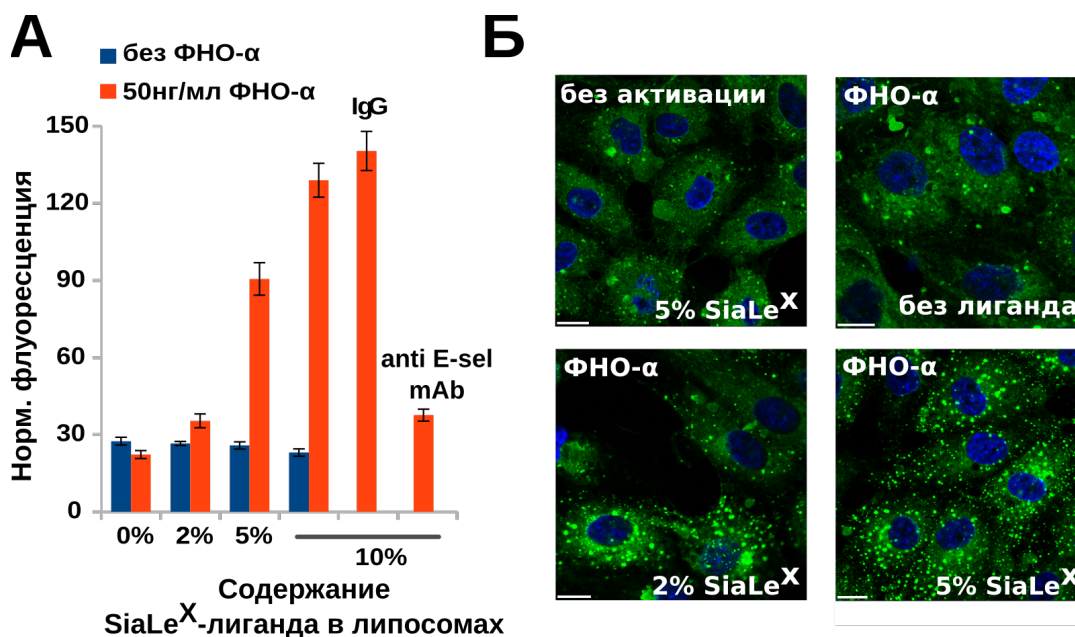 А
без ФНО-α
50нг/мл ФНО-α
Норм. флуоресценция
150
120
90
60
30
0
IgG
anti E-sel
mAb
0%
2%
5%
10%
Содержание
SiaLeX-лиганда в липосомах
Б
без активации
5% SiaLeX
ФНО-α
без лиганда
ФНО-α
2% SiaLeX
ФНО-α
5% SiaLeX